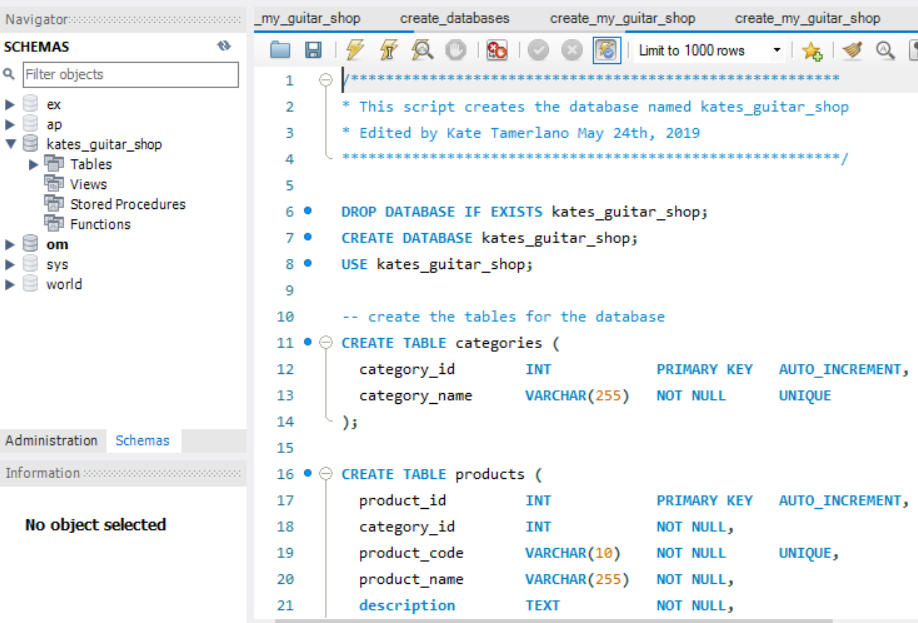 Navigator
SCHEMAS
Filter objects
ex
ap
kates_guitar_shop
Tables
Views
Stored Procedures
Functions
om
sys
world
Administration Schemas
Information
No object selected
_my_guitar_shop create_databases create_my_guitar_shop create_my_guitar_shop
Limit to 1000 rows
1 /********************************************************
2 * This script creates the database named kates_guitar_shop
3 * Edited by Kate Tamerlano May 24th, 2019
4 *********************************************************/
5
6 DROP DATABASE IF EXISTS kates_guitar_shop;
7 CREATE DATABASE kates_guitar_shop;
8 USE kates_guitar_shop;
9
10 -- create the tables for the database
11 CREATE TABLE categories (
12 category_id INT PRIMARY KEY AUTO_INCREMENT,
13 category_name VARCHAR(255) NOT NULL UNIQUE
14 );
15
16 CREATE TABLE products (
17 product_id INT PRIMARY KEY AUTO_INCREMENT,
18 category_id INT NOT NULL,
19 product_code VARCHAR(10) NOT NULL UNIQUE,
20 product_name VARCHAR(255) NOT NULL,
21 description TEXT NOT NULL,